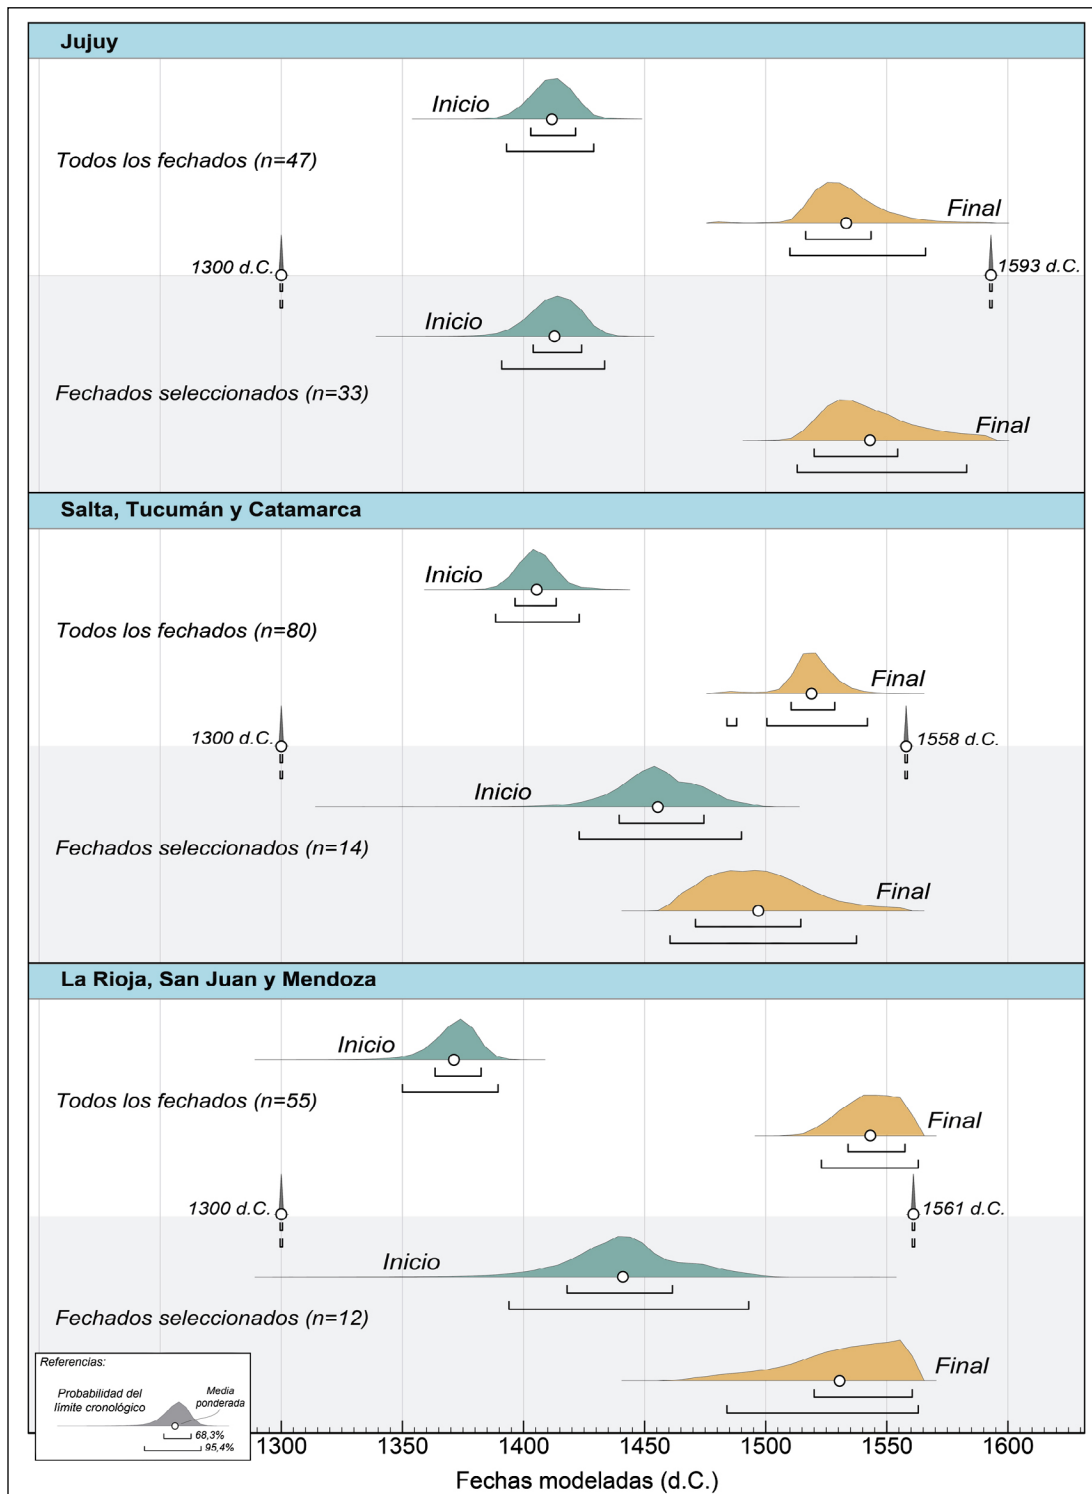 Jujuy
Inicio
Todos los fechados (n=47)
Final
1300 d.C.
1593 d.C.
Inicio
Fechados seleccionados (n=33)
Final
Salta, Tucumán y Catamarca
Inicio
Todos los fechados (n=80)
Final
1300 d.C.
1558 d.C.
Inicio
Fechados seleccionados (n=14)
Final
La Rioja, San Juan y Mendoza
Inicio
Todos los fechados (n=55)
Final
1300 d.C.
1561 d.C.
Inicio
Fechados seleccionados (n=12)
Final
Referencias:
Probabilidad del
límite cronológico
Media
ponderada
68,3%
95,4%
1300 1350 1400 1450 1500 1550 1600
Fechas modeladas (d.C.)